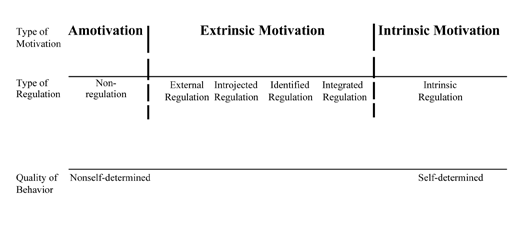 Type of Motivation
Amotivation
Extrinsic Motivation
Intrinsic Motivation
Type of Regulation
Non-regulation
External Regulation
Introjected Regulation
Identified Regulation
Integrated Regulation
Intrinsic Regulation
Quality of Behavior
Nonself-determined
Self-determined